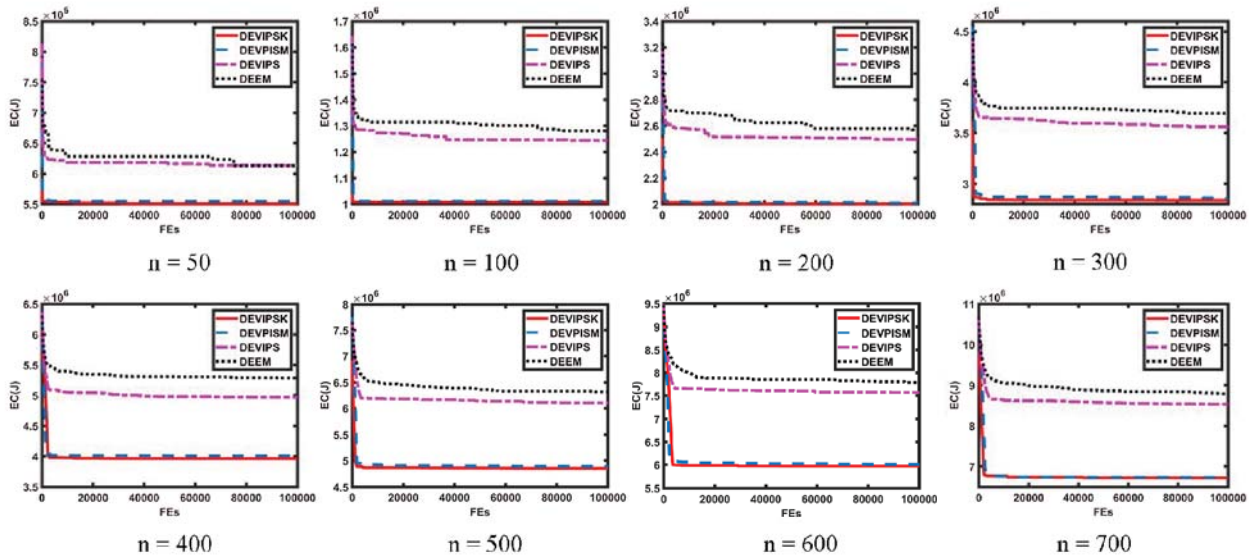 ×10⁵
8.5
8
7.5
7
6.5
6
5.5
EC(J)
0 20000 40000 60000 80000 100000
FEs
DEVIPSK
DEVPISM
DEVIPS
DEEM
n = 50
×10⁶
1.7
1.6
1.5
1.4
1.3
1.2
1.1
1
EC(J)
0 20000 40000 60000 80000 100000
FEs
DEVIPSK
DEVPISM
DEVIPS
DEEM
n = 100
×10⁶
3.4
3.2
3
2.8
2.6
2.4
2.2
2
EC(J)
0 20000 40000 60000 80000 100000
FEs
DEVIPSK
DEVPISM
DEVIPS
DEEM
n = 200
×10⁶
4.5
4
3.5
3
EC(J)
0 20000 40000 60000 80000 100000
FEs
DEVIPSK
DEVPISM
DEVIPS
DEEM
n = 300
×10⁶
6.5
6
5.5
5
4.5
4
3.5
EC(J)
0 20000 40000 60000 80000 100000
FEs
DEVIPSK
DEVPISM
DEVIPS
DEEM
n = 400
×10⁶
8
7.5
7
6.5
6
5.5
5
4.5
EC(J)
0 20000 40000 60000 80000 100000
FEs
DEVIPSK
DEVPISM
DEVIPS
DEEM
n = 500
×10⁶
9.5
9
8.5
8
7.5
7
6.5
6
5.5
EC(J)
0 20000 40000 60000 80000 100000
FEs
DEVIPSK
DEVPISM
DEVIPS
DEEM
n = 600
×10⁶
11
10
9
8
7
EC(J)
0 20000 40000 60000 80000 100000
FEs
DEVIPSK
DEVPISM
DEVIPS
DEEM
n = 700